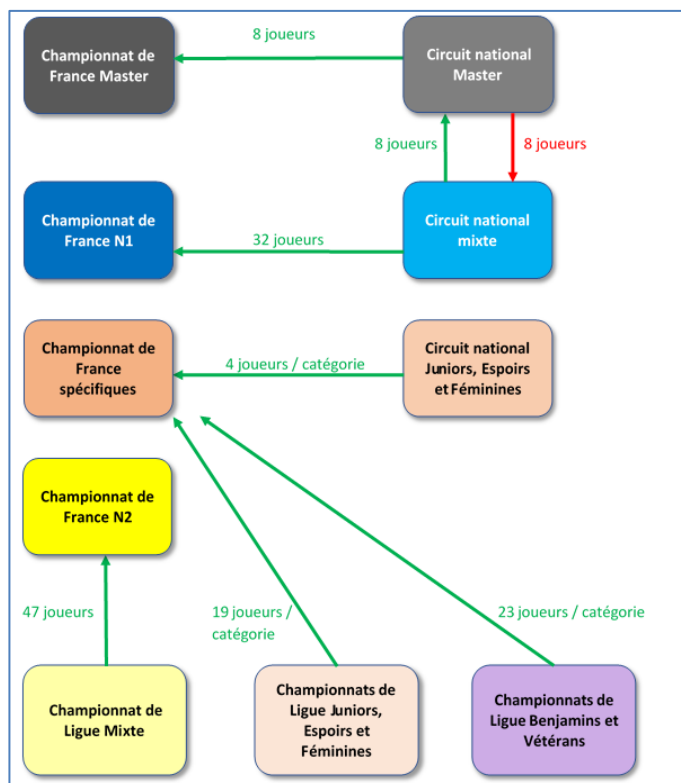 Championnat de
France Master
8 joueurs
Circuit national
Master
8 joueurs
8 joueurs
Championnat de
France N1
32 joueurs
Circuit national
mixte
Championnat de
France
spécifiques
4 joueurs / catégorie
Circuit national
Juniors, Espoirs
et Féminines
Championnat de
France N2
47 joueurs
19 joueurs /
catégorie
23 joueurs / catégorie
Championnat de
Ligue Mixte
Championnats de
Ligue Juniors,
Espoirs et
Féminines
Championnats de
Ligue Benjamins et
Vétérans